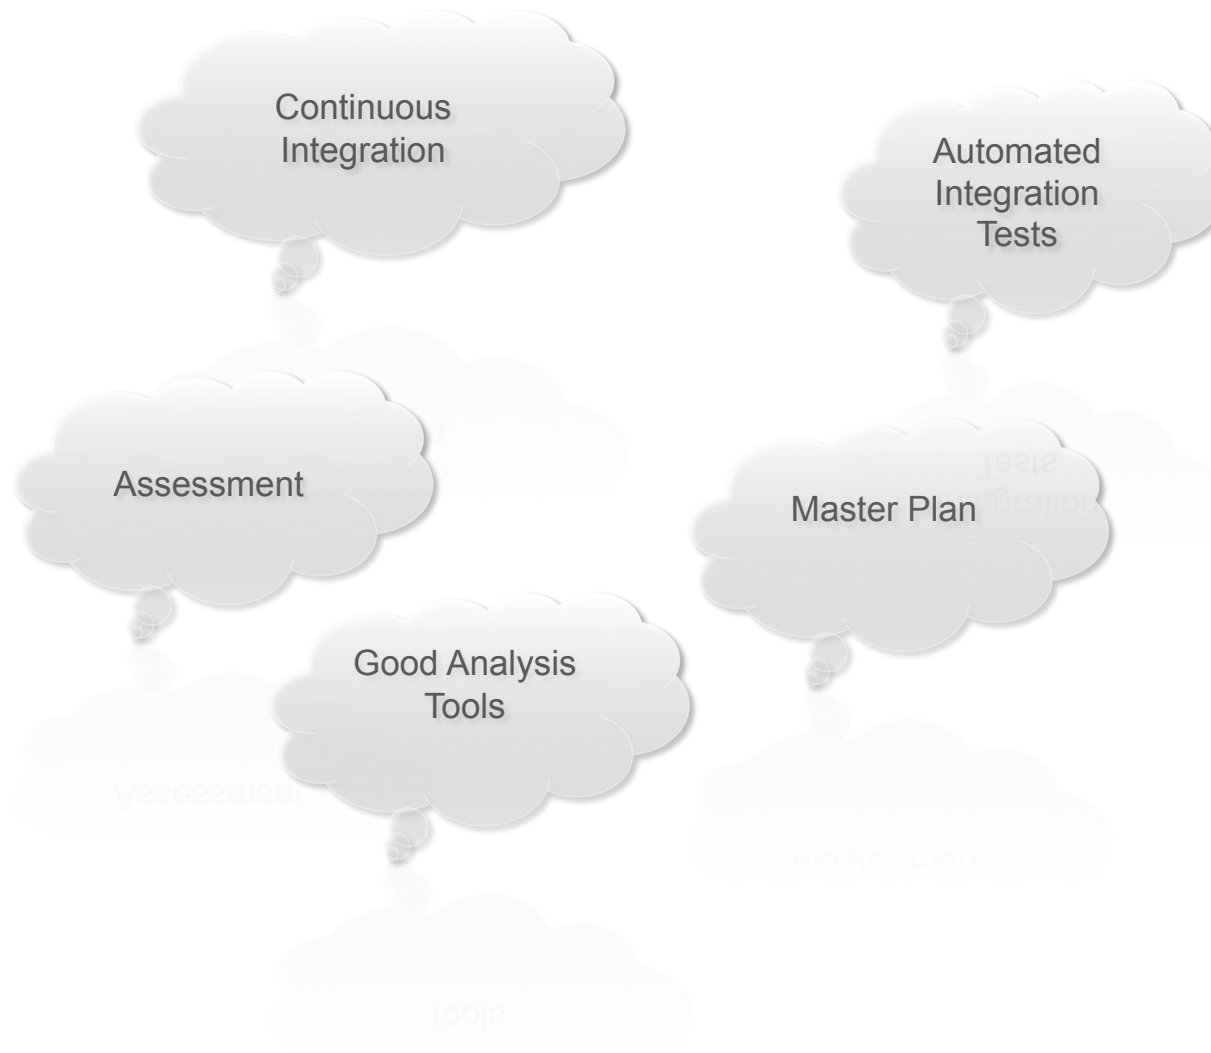 Continuous
Integration
Automated
Integration
Tests
Assessment
Master Plan
Good Analysis
Tools